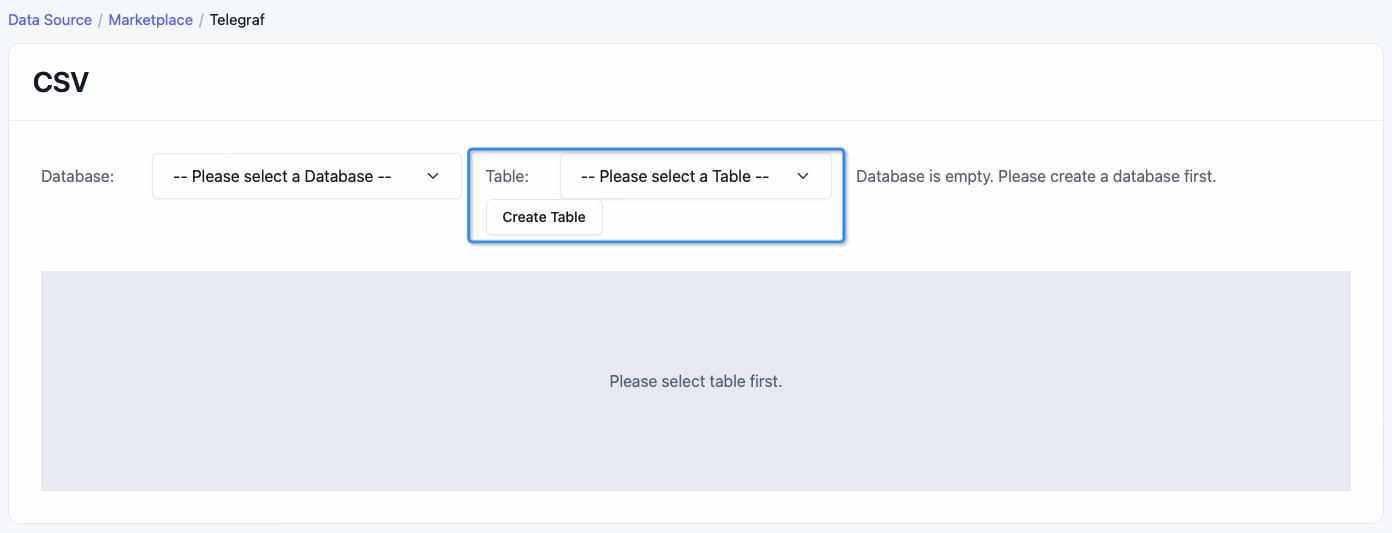 Data Source / Marketplace / Telegraf
CSV
Database: -- Please select a Database -- Table: -- Please select a Table -- Database is empty. Please create a database first.
Create Table
Please select table first.